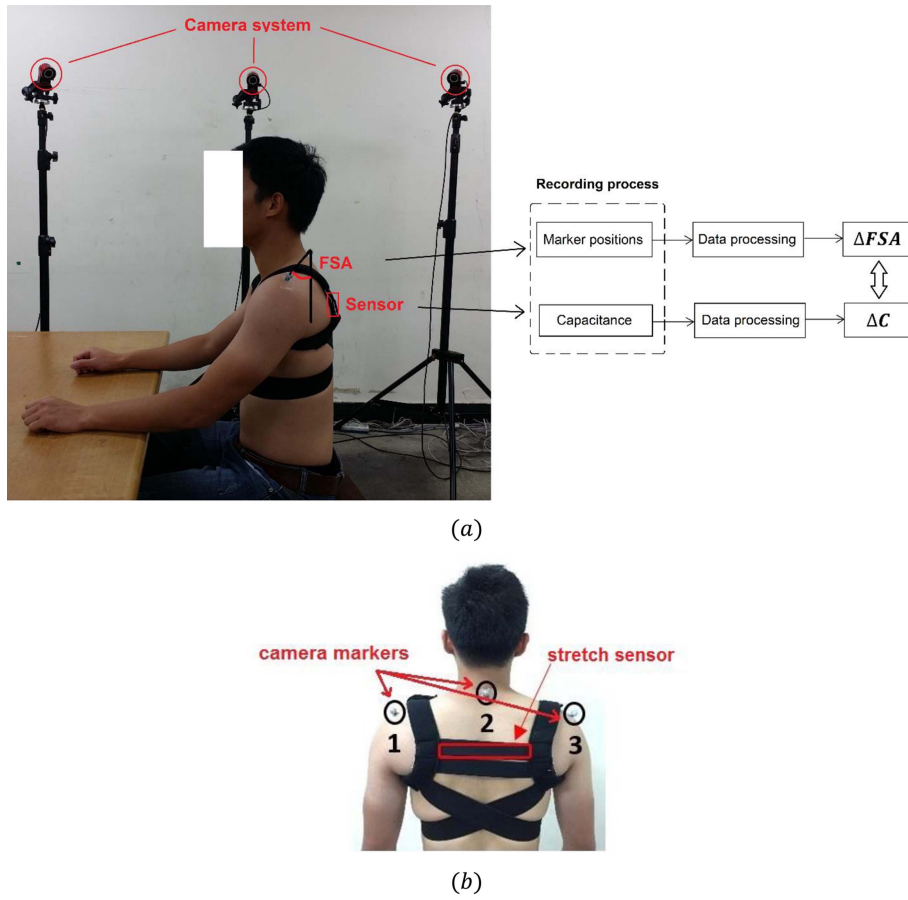 Camera system
FSA
Sensor
Recording process
Marker positions
Data processing
ΔFSA
Capacitance
Data processing
ΔC
(a)
camera markers
stretch sensor
1
2
3
(b)